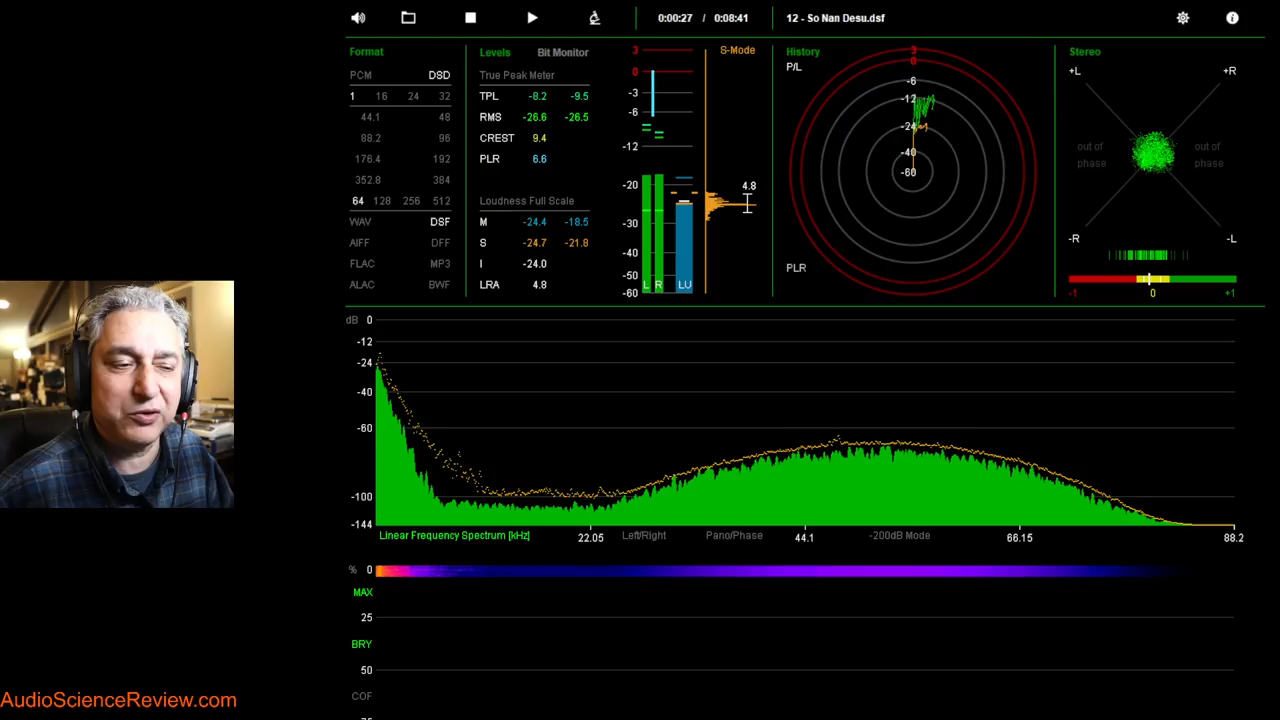 0:00:27 / 0:08:41 12 - So Nan Desu.dsf
Format
PCM DSD
1 16 24 32
44.1 48
88.2 96
176.4 192
352.8 384
64 128 256 512
WAV DSF
AIFF DFF
FLAC MP3
ALAC BWF
Levels Bit Monitor
True Peak Meter
TPL -8.2 -9.5
RMS -26.6 -26.5
CREST 9.4
PLR 6.6
Loudness Full Scale
M -24.4 -18.5
S -24.7 -21.8
I -24.0
LRA 4.8
3
0
-3
-6
-12
-20
-30
-40
-50
-60
L R LU
S-Mode
4.8
History
P/L
3
0
-6
-12
-24
-40
-60
PLR
Stereo
+L +R
out of phase
out of phase
-R -L
-1 0 +1
dB 0
-12
-24
-40
-60
-100
-144
Linear Frequency Spectrum [kHz] 22.05 Left/Right Pano/Phase 44.1 -200dB Mode 66.15 88.2
% 0
MAX
25
BRY
50
COF
75
AudioScienceReview.com